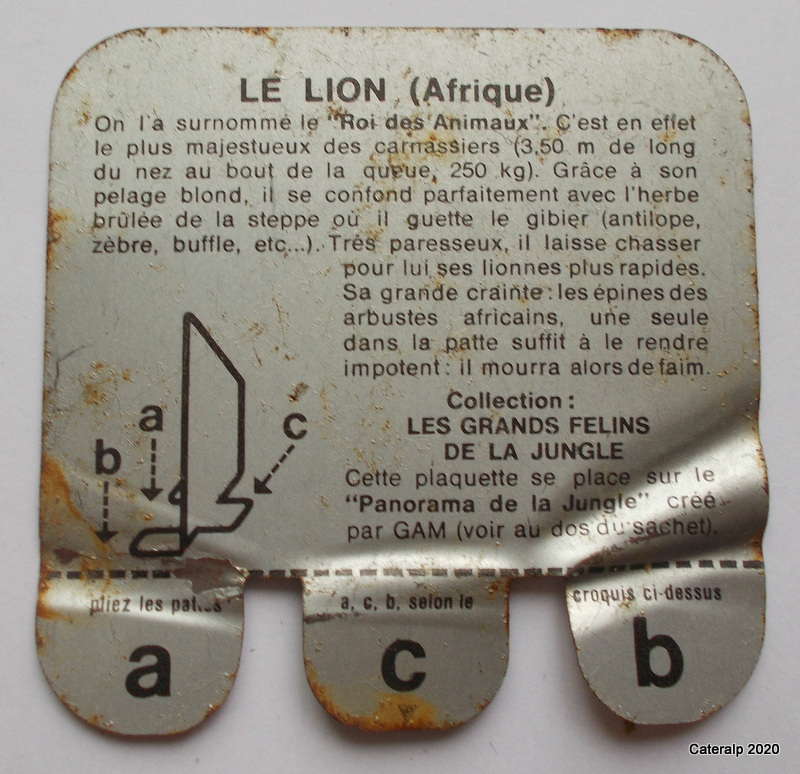 LE LION (Afrique)
On l'a surnommé le "Roi des Animaux". C'est en effet
le plus majestueux des carnassiers (3,50 m de long
du nez au bout de la queue, 250 kg). Grâce à son
pelage blond, il se confond parfaitement avec l'herbe
brûlée de la steppe où il guette le gibier (antilope,
zèbre, buffle, etc...). Très paresseux, il laisse chasser
pour lui ses lionnes plus rapides.
Sa grande crainte : les épines des
arbustes africains, une seule
dans la patte suffit à le rendre
impotent : il mourra alors de faim.
Collection :
LES GRANDS FELINS
DE LA JUNGLE
Cette plaquette se place sur le
"Panorama de la Jungle" créé
par GAM (voir au dos du sachet).
a
b
c
pliez les pattes a, c, b, selon le croquis ci-dessus
a c b
Cateralp 2020